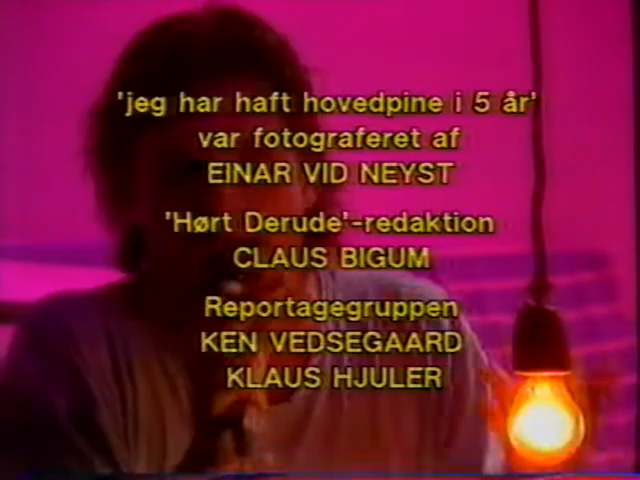 'jeg har haft hovedpine i 5 år'
var fotograferet af
EINAR VID NEYST
'Hørt Derude'-redaktion
CLAUS BIGUM
Reportagegruppen
KEN VEDSEGAARD
KLAUS HJULER